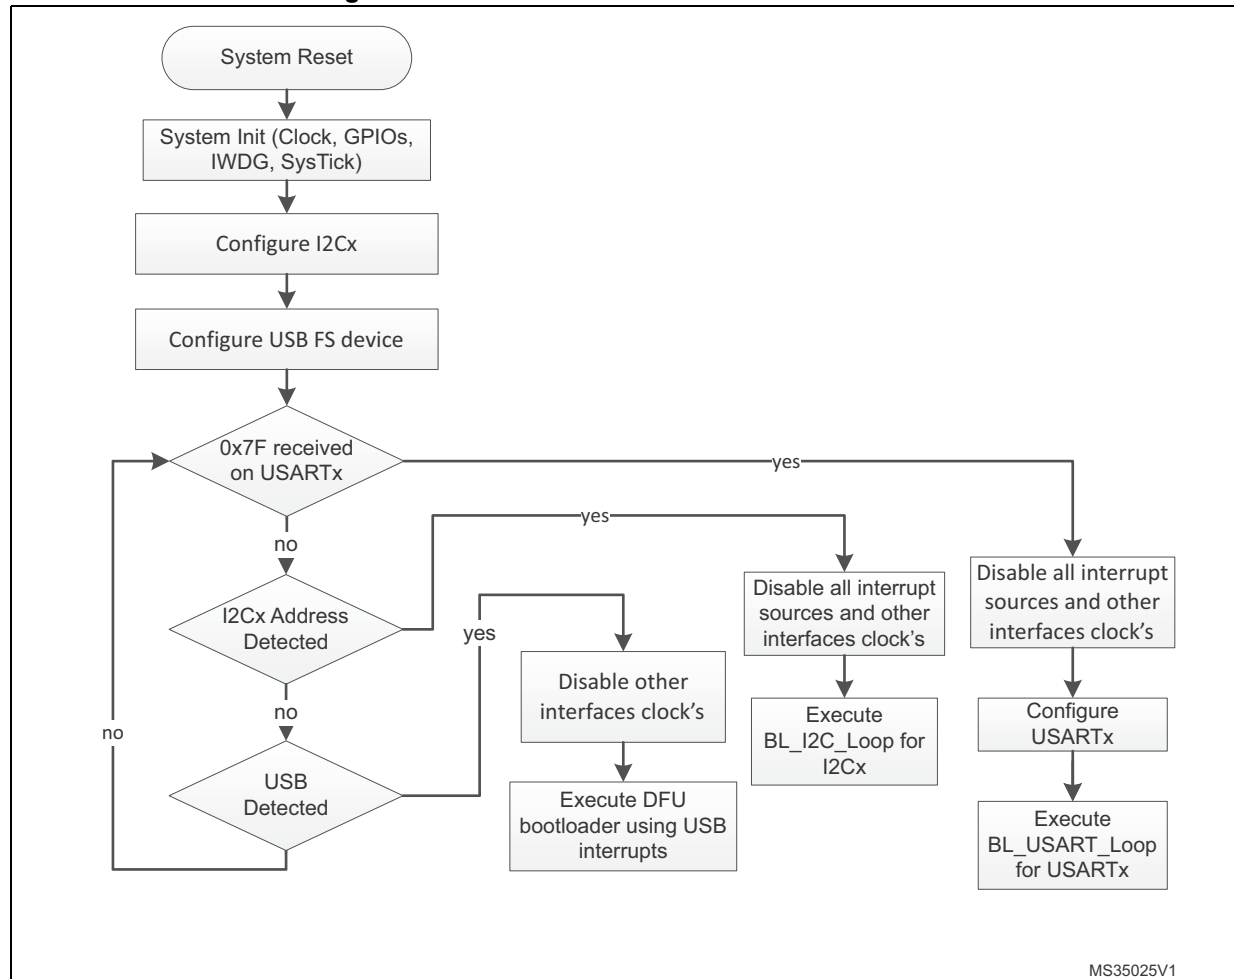 System Reset
System Init (Clock, GPIOs,
IWDG, SysTick)
Configure I2Cx
Configure USB FS device
0x7F received
on USARTx
yes
no
yes
I2Cx Address
Detected
yes
no
no
USB
Detected
Disable other
interfaces clock's
Execute DFU
bootloader using USB
interrupts
Disable all interrupt
sources and other
interfaces clock's
Execute
BL_I2C_Loop for
I2Cx
Disable all interrupt
sources and other
interfaces clock's
Configure
USARTx
Execute
BL_USART_Loop
for USARTx
MS35025V1